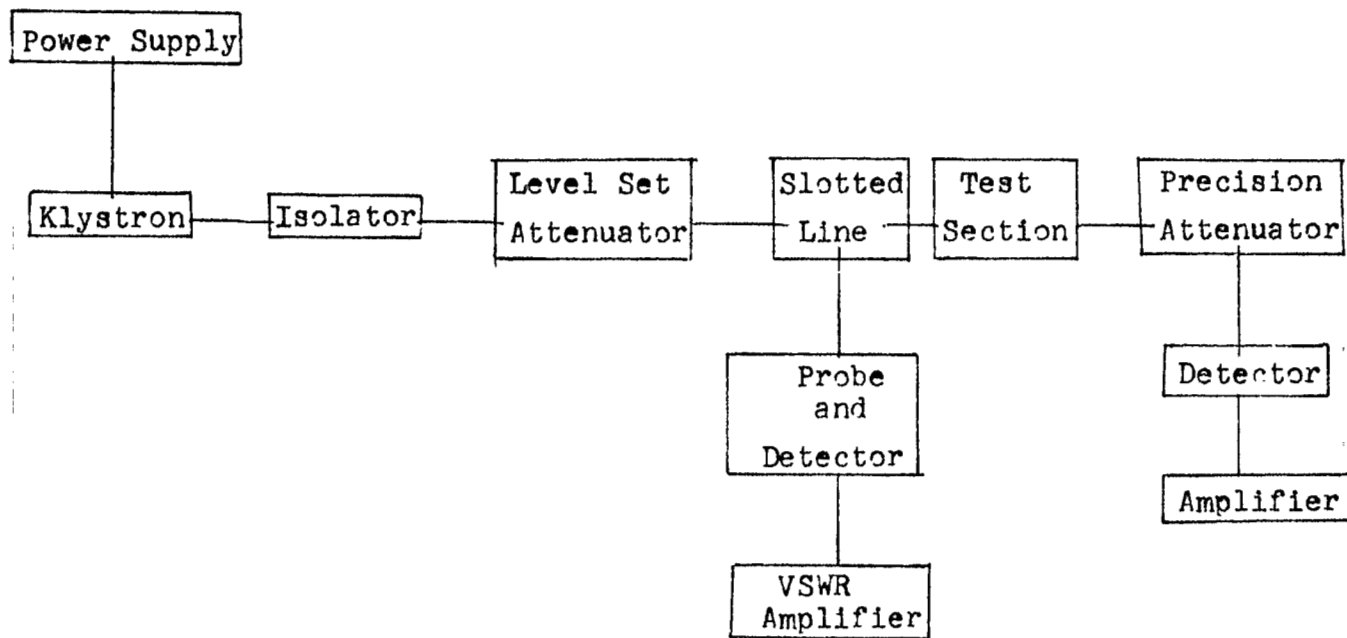 Power Supply
Klystron
Isolator
Level Set
Attenuator
Slotted
Line
Test
Section
Precision
Attenuator
Probe
and
Detector
Detector
Amplifier
VSWR
Amplifier